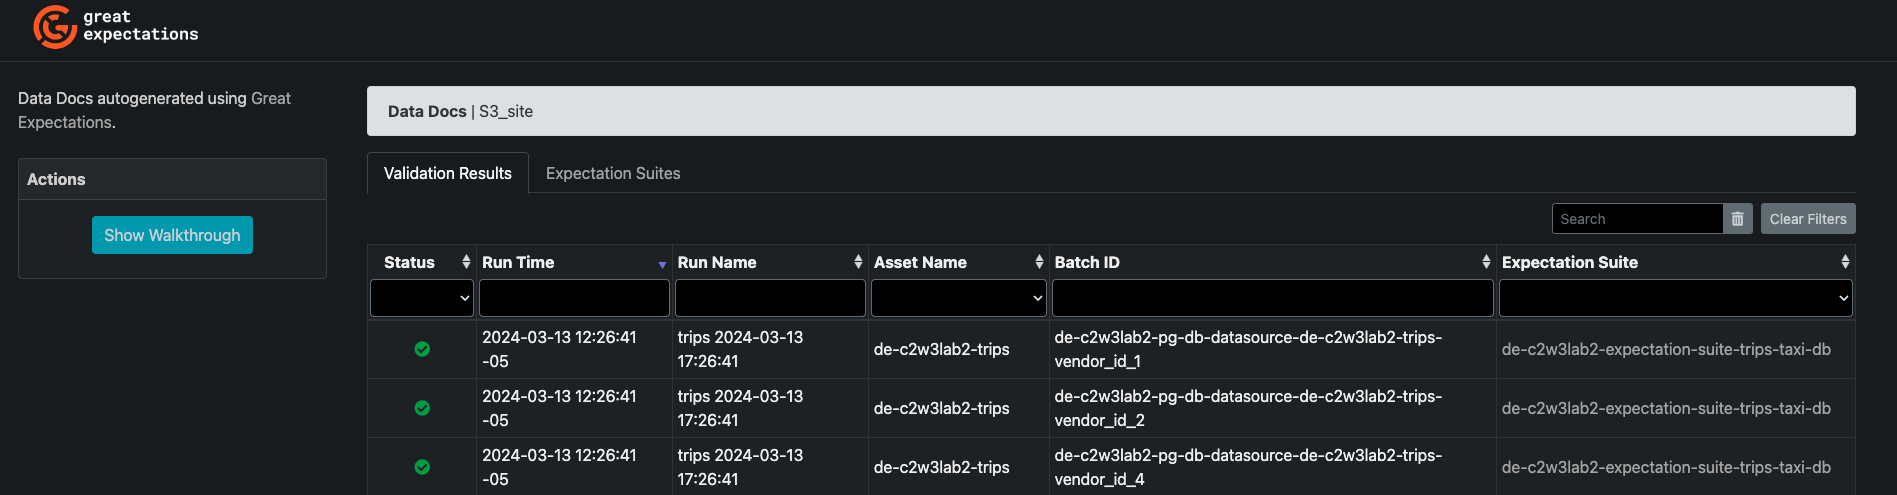 great
expectations
Data Docs autogenerated using Great
Expectations.
Actions
Show Walkthrough
Data Docs | S3_site
Validation Results Expectation Suites
Search Clear Filters
Status Run Time Run Name Asset Name Batch ID Expectation Suite
2024-03-13 12:26:41 trips 2024-03-13 de-c2w3lab2-trips de-c2w3lab2-pg-db-datasource-de-c2w3lab2-trips- de-c2w3lab2-expectation-suite-trips-taxi-db
-05 17:26:41 vendor_id_1
2024-03-13 12:26:41 trips 2024-03-13 de-c2w3lab2-trips de-c2w3lab2-pg-db-datasource-de-c2w3lab2-trips- de-c2w3lab2-expectation-suite-trips-taxi-db
-05 17:26:41 vendor_id_2
2024-03-13 12:26:41 trips 2024-03-13 de-c2w3lab2-trips de-c2w3lab2-pg-db-datasource-de-c2w3lab2-trips- de-c2w3lab2-expectation-suite-trips-taxi-db
-05 17:26:41 vendor_id_4